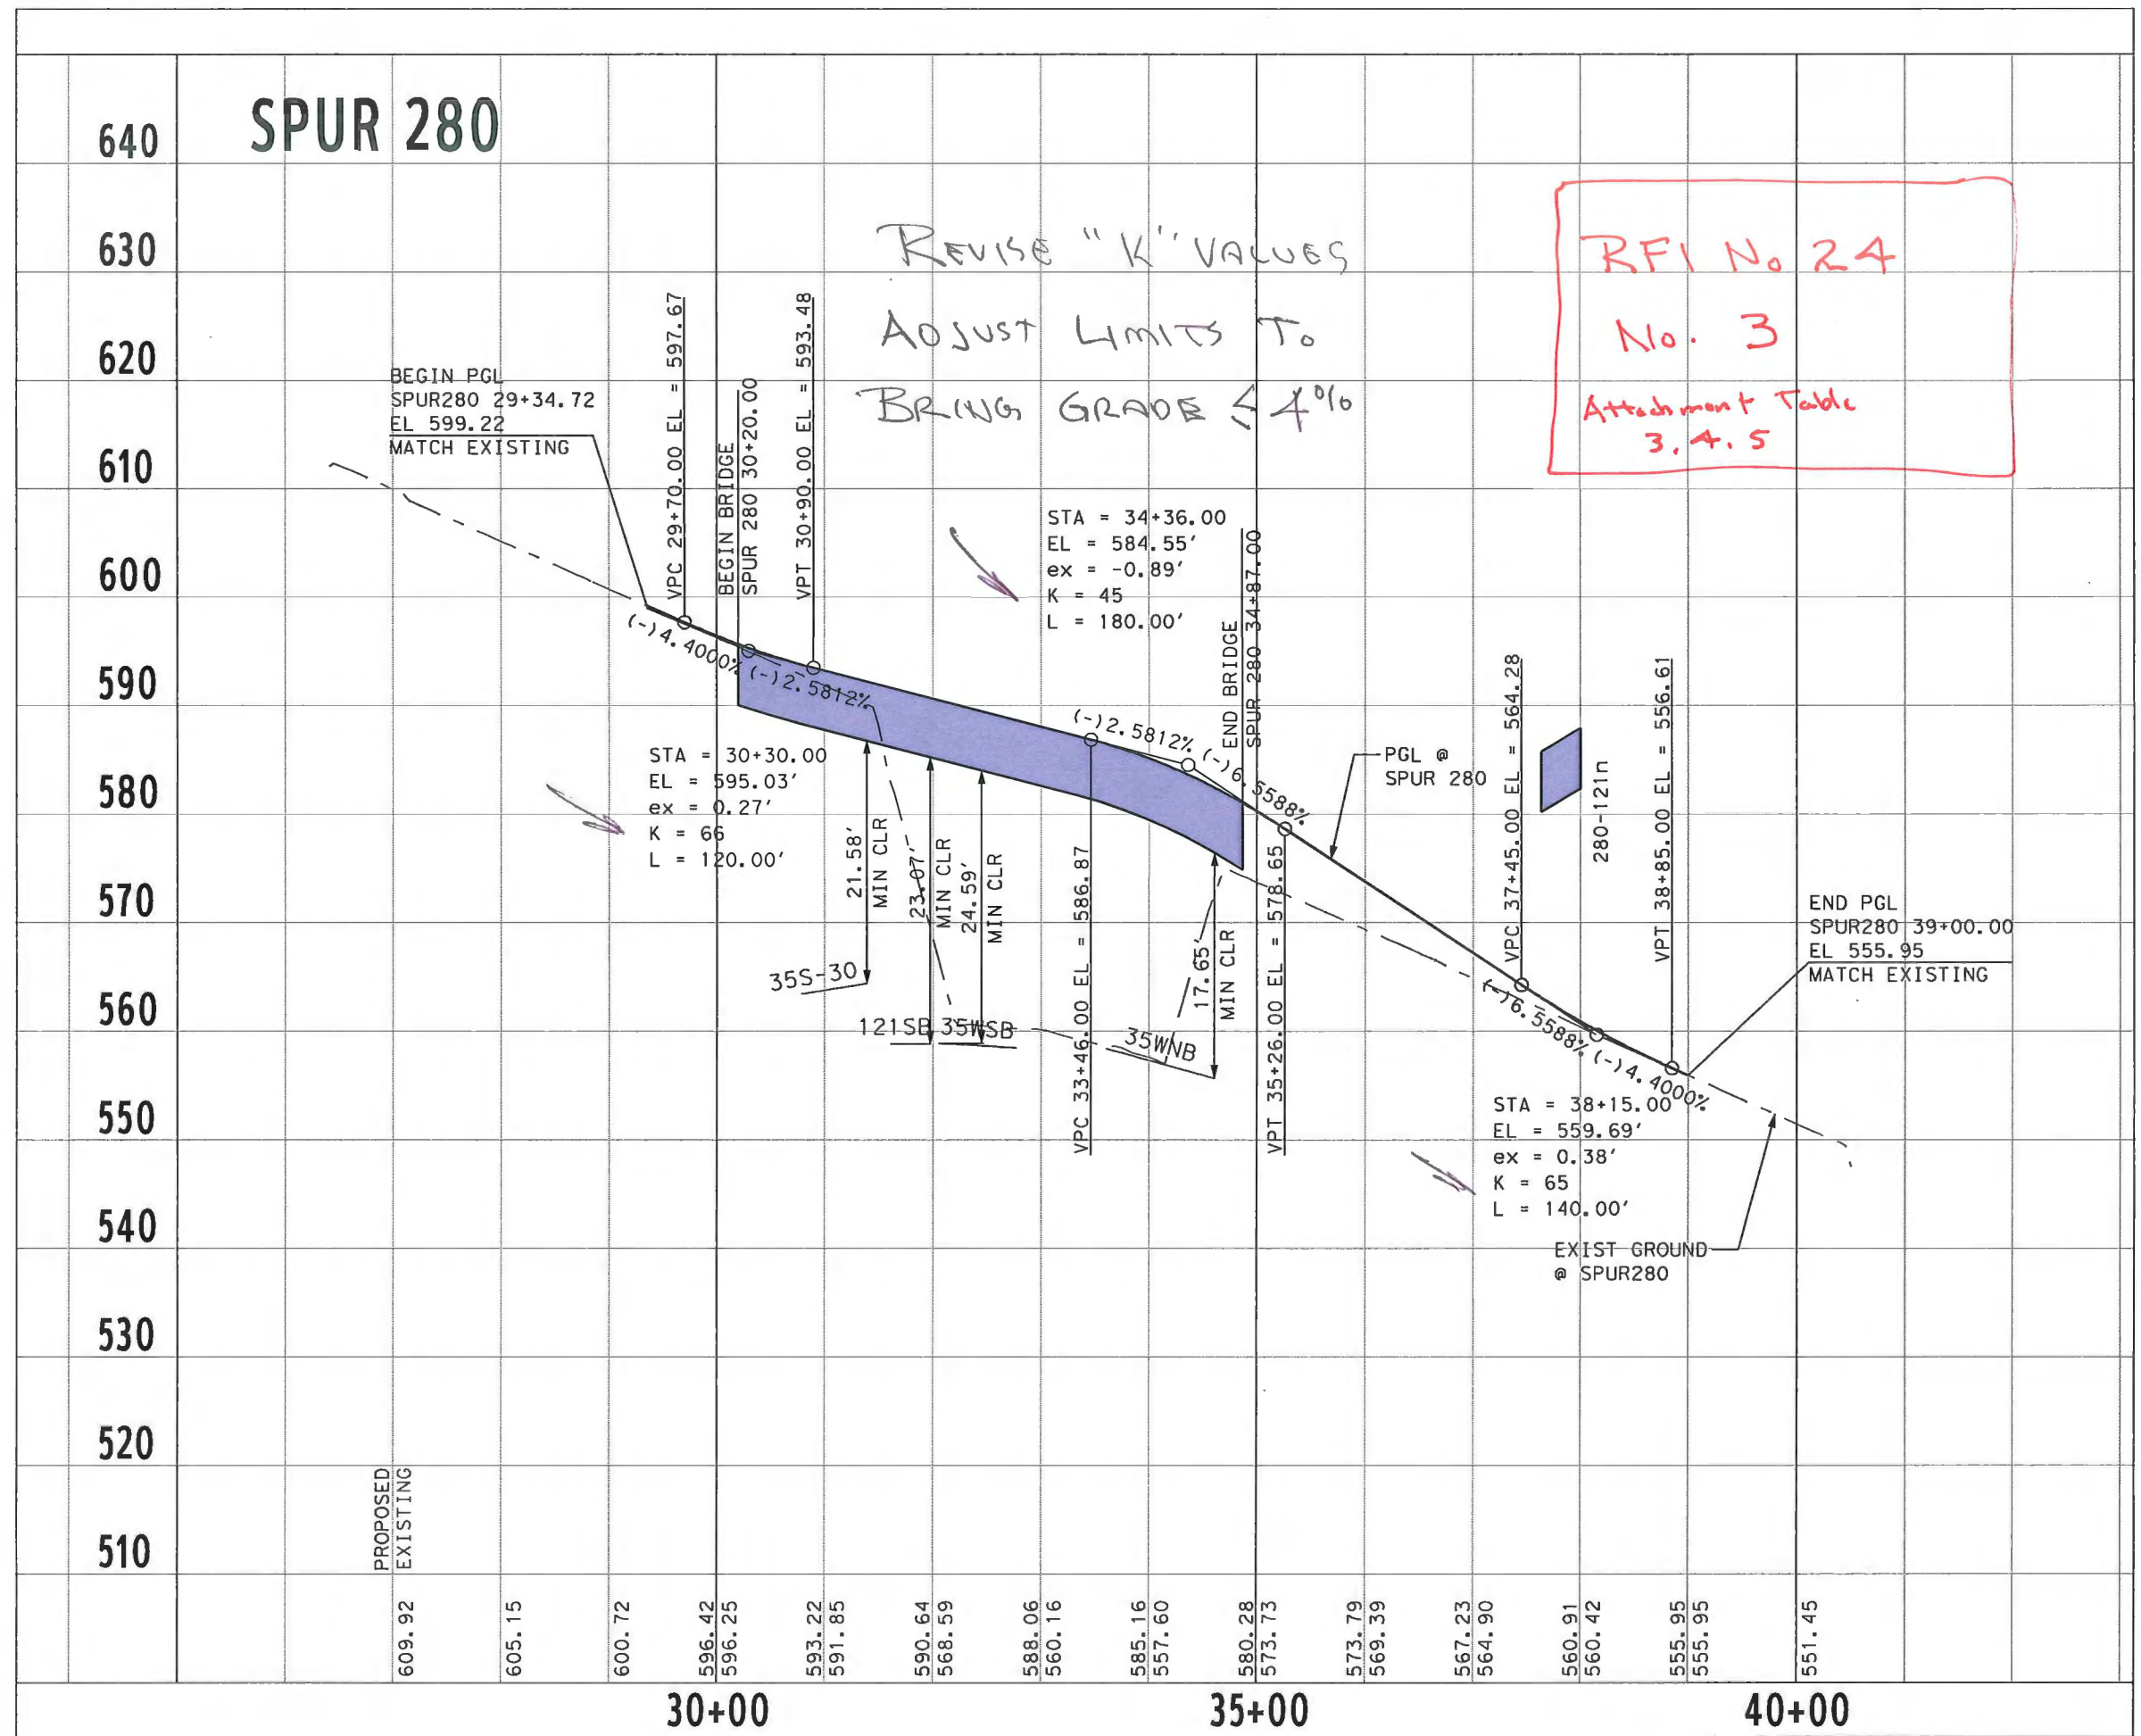 SPUR 280
640
630
620
610
600
590
580
570
560
550
540
530
520
510
REVISE "K" VALUES
ADJUST LIMITS TO
BRING GRADE ≤ 4%
RFI No 24
No. 3
Attachment Table
3.4.5
BEGIN PGL
SPUR280 29+34.72
EL 599.22
MATCH EXISTING
VPC 29+70.00 EL = 597.67
BEGIN BRIDGE
SPUR 280 30+20.00
VPT 30+90.00 EL = 593.48
STA = 34+36.00
EL = 584.55'
ex = -0.89'
K = 45
L = 180.00'
END BRIDGE
SPUR 280 34+87.00
(-)4.4000%
(-)2.5812%
(-)2.5812%
(-)6.5588%
STA = 30+30.00
EL = 595.03'
ex = 0.27'
K = 66
L = 120.00'
21.58'
MIN CLR
23.07'
MIN CLR
24.59'
MIN CLR
VPC 33+46.00 EL = 586.87
17.65'
MIN CLR
VPT 35+26.00 EL = 578.65
35S-30
121SB
35WSB
35WNB
PGL @
SPUR 280
VPC 37+45.00 EL = 564.28
280-121n
VPT 38+85.00 EL = 556.61
END PGL
SPUR280 39+00.00
EL 555.95
MATCH EXISTING
(-)6.5588%
(-)4.4000%
STA = 38+15.00
EL = 559.69'
ex = 0.38'
K = 65
L = 140.00'
EXIST GROUND
@ SPUR280
PROPOSED
EXISTING
609.92
605.15
600.72
596.42
596.25
593.22
591.85
590.64
568.59
588.06
560.16
585.16
557.60
580.28
573.73
573.79
569.39
567.23
564.90
560.91
560.42
555.95
555.95
551.45
30+00
35+00
40+00